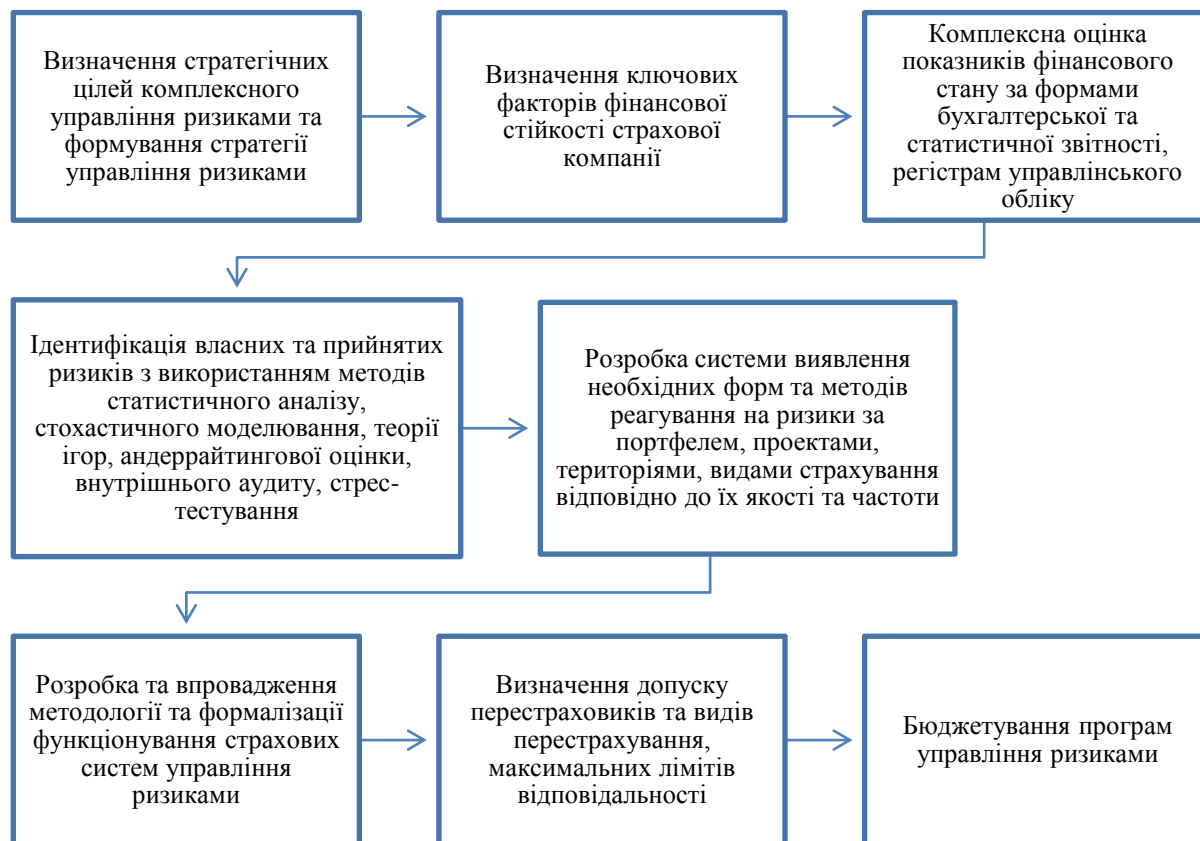 Визначення стратегічних
цілей комплексного
управління ризиками та
формування стратегії
управління ризиками
Визначення ключових
факторів фінансової
стійкості страхової
компанії
Комплексна оцінка
показників фінансового
стану за формами
бухгалтерської та
статистичної звітності,
регістрам управлінського
обліку
Ідентифікація власних та прийнятих
ризиків з використанням методів
статистичного аналізу,
стохастичного моделювання, теорії
ігор, андеррайтингової оцінки,
внутрішнього аудиту, стрес-
тестування
Розробка системи виявлення
необхідних форм та методів
реагування на ризики за
портфелем, проектами,
територіями, видами страхування
відповідно до їх якості та частоти
Розробка та впровадження
методології та формалізації
функціонування страхових
систем управління
ризиками
Визначення допуску
перестраховиків та видів
перестрахування,
максимальних лімітів
відповідальності
Бюджетування програм
управління ризиками